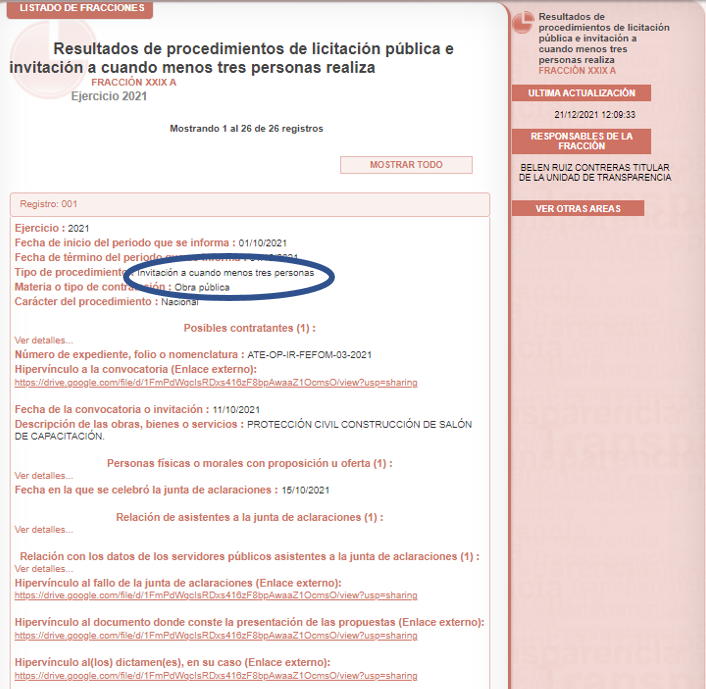 LISTADO DE FRACCIONES
Resultados de procedimientos de licitación pública e
invitación a cuando menos tres personas realiza
FRACCIÓN XXIX A
Ejercicio 2021
Mostrando 1 al 26 de 26 registros
MOSTRAR TODO
Registro: 001
Ejercicio : 2021
Fecha de inicio del periodo que se informa : 01/10/2021
Fecha de término del periodo que se informa :
Tipo de procedimiento : Invitación a cuando menos tres personas
Materia o tipo de contratación : Obra pública
Carácter del procedimiento : Nacional
Posibles contratantes (1) :
Ver detalles...
Número de expediente, folio o nomenclatura : ATE-OP-IR-FEFOM-03-2021
Hipervínculo a la convocatoria (Enlace externo):
https://drive.google.com/file/d/1FmPdWqcIsRDxs416zF8bpAwaaZ1OcmsO/view?usp=sharing
Fecha de la convocatoria o invitación : 11/10/2021
Descripción de las obras, bienes o servicios : PROTECCIÓN CIVIL CONSTRUCCIÓN DE SALÓN
DE CAPACITACIÓN.
Personas físicas o morales con proposición u oferta (1) :
Ver detalles...
Fecha en la que se celebró la junta de aclaraciones : 15/10/2021
Relación de asistentes a la junta de aclaraciones (1) :
Ver detalles...
Relación con los datos de los servidores públicos asistentes a la junta de aclaraciones (1) :
Ver detalles...
Hipervínculo al fallo de la junta de aclaraciones (Enlace externo):
https://drive.google.com/file/d/1FmPdWqcIsRDxs416zF8bpAwaaZ1OcmsO/view?usp=sharing
Hipervínculo al documento donde conste la presentación de las propuestas (Enlace externo):
https://drive.google.com/file/d/1FmPdWqcIsRDxs416zF8bpAwaaZ1OcmsO/view?usp=sharing
Hipervínculo al(los) dictamen(es), en su caso (Enlace externo):
https://drive.google.com/file/d/1FmPdWqcIsRDxs416zF8bpAwaaZ1OcmsO/view?usp=sharing
Resultados de
procedimientos de licitación
pública e invitación a
cuando menos tres
personas realiza
FRACCIÓN XXIX A
ULTIMA ACTUALIZACIÓN
21/12/2021 12:09:33
RESPONSABLES DE LA
FRACCIÓN
BELEN RUIZ CONTRERAS TITULAR
DE LA UNIDAD DE TRANSPARENCIA
VER OTRAS AREAS